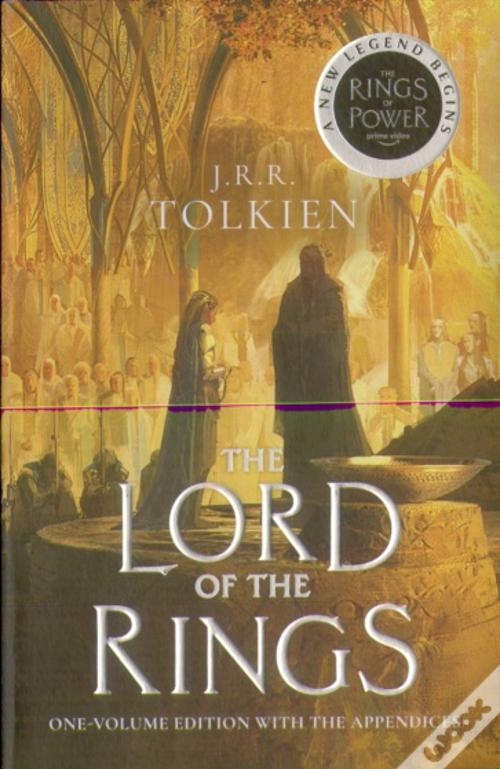 A NEW LEGEND BEGINS
THE
RINGS
OF
POWER
prime video
J.R.R.
TOLKIEN
THE
LORD
OF THE
RINGS
ONE-VOLUME EDITION WITH THE APPENDICES
wook